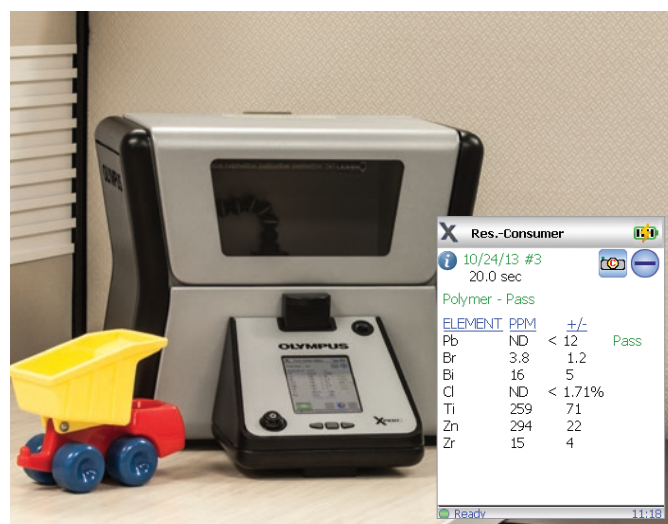 OLYMPUS
OLYMPUS
XPERT
X Res.-Consumer
10/24/13 #3
20.0 sec
Polymer - Pass
ELEMENT PPM +/-
Pb ND < 12 Pass
Br 3.8 1.2
Bi 16 5
Cl ND < 1.71%
Ti 259 71
Zn 294 22
Zr 15 4
Ready 11:18